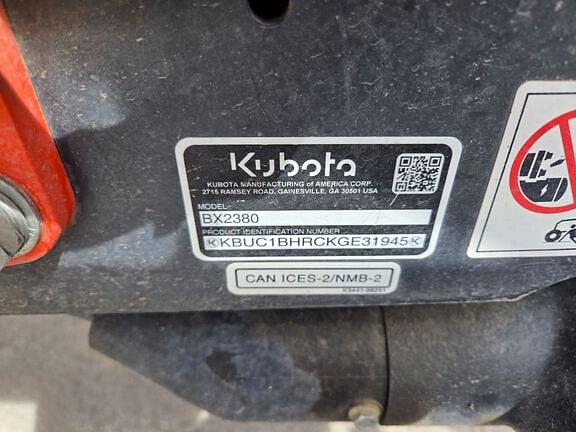 Kubota
KUBOTA MANUFACTURING of AMERICA CORP.
2715 RAMSEY ROAD, GAINESVILLE, GA 30501 USA
MODEL
BX2380
PRODUCT IDENTIFICATION NUMBER
KBUC1BHRCKGE31945
CAN ICES-2/NMB-2